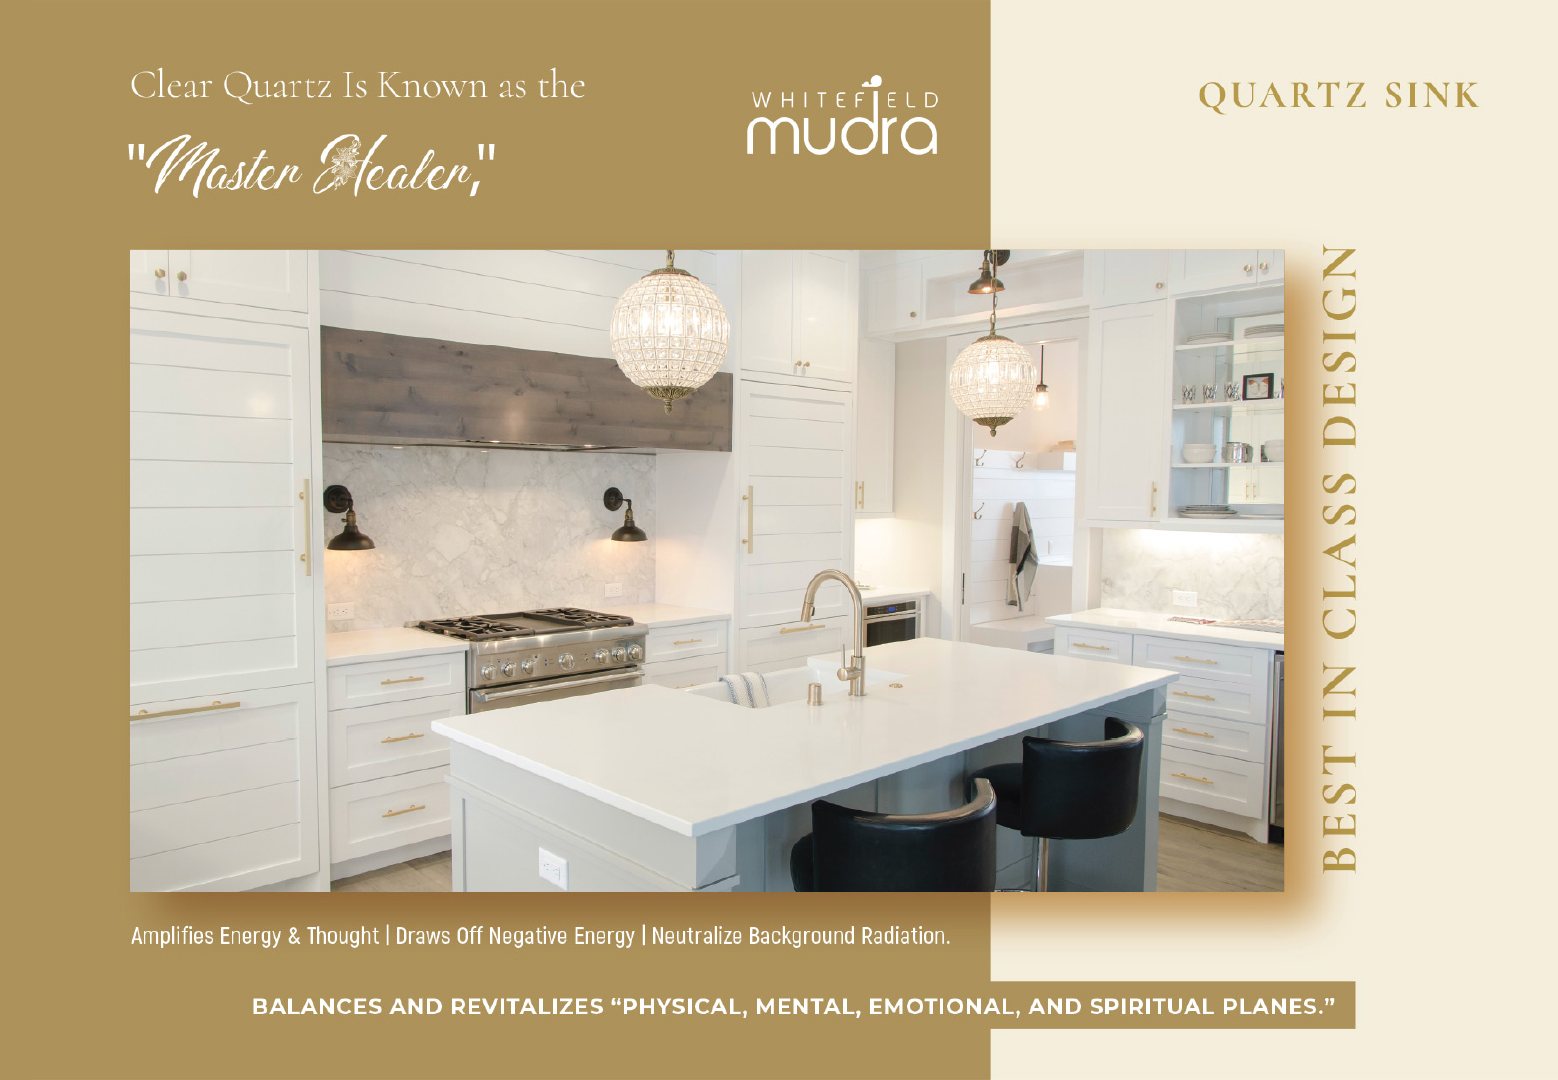 Clear Quartz Is Known as the
"Master Healer,"
WHITEFIELD
mudra
QUARTZ SINK
BEST IN CLASS DESIGN
Amplifies Energy & Thought | Draws Off Negative Energy | Neutralize Background Radiation.
BALANCES AND REVITALIZES “PHYSICAL, MENTAL, EMOTIONAL, AND SPIRITUAL PLANES.”